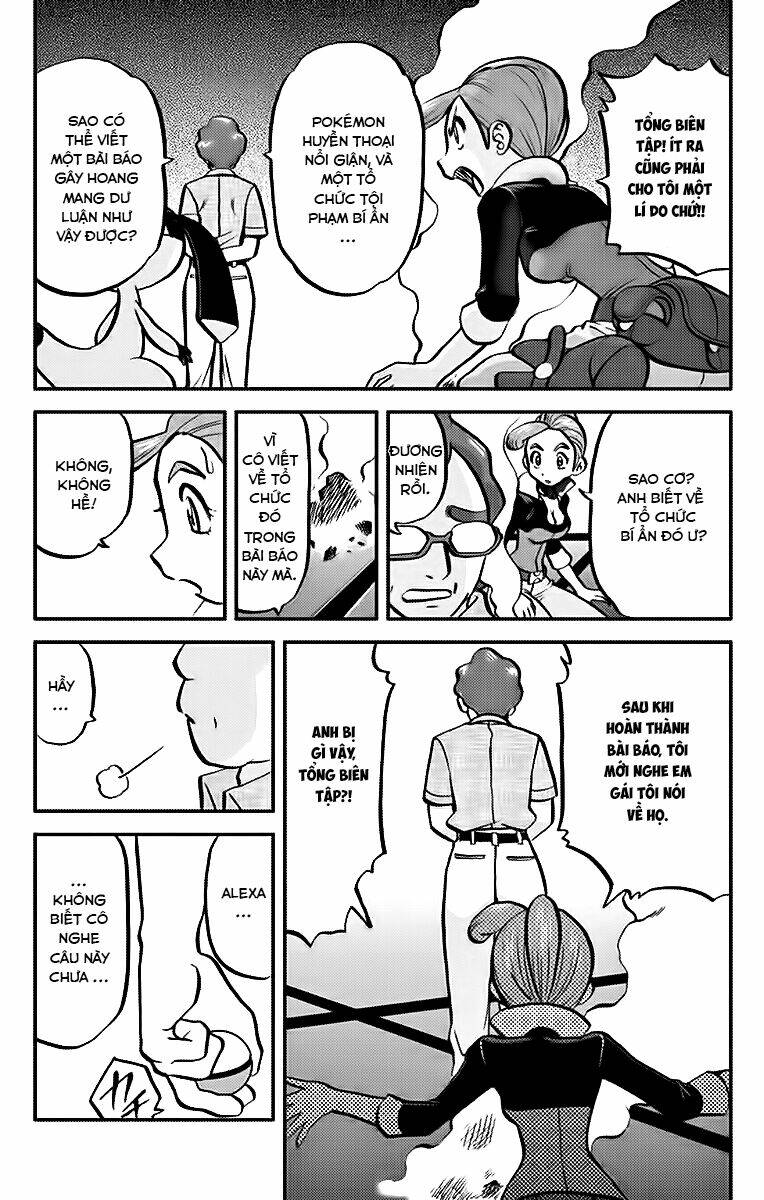 TỔNG BIÊN
TẬP! ÍT RA
CŨNG PHẢI
CHO TÔI MỘT
LÍ DO CHỨ!!
POKÉMON
HUYỀN THOẠI
NỔI GIẬN, VÀ
MỘT TỔ
CHỨC TỘI
PHẠM BÍ ẨN
...
SAO CÓ
THỂ VIẾT
MỘT BÀI BÁO
GÂY HOANG
MANG DƯ
LUẬN NHƯ
VẬY ĐƯỢC?
SAO CƠ?
ANH BIẾT VỀ
TỔ CHỨC
BÍ ẨN ĐÓ Ư?
ĐƯƠNG
NHIÊN
RỒI.
VÌ
CÔ VIẾT
VỀ TỔ
CHỨC
ĐÓ
TRONG
BÀI BÁO
NÀY MÀ.
KHÔNG,
KHÔNG
HỀ!
SAU KHI
HOÀN THÀNH
BÀI BÁO, TÔI
MỚI NGHE EM
GÁI TÔI NÓI
VỀ HỌ.
ANH BỊ
GÌ VẬY,
TỔNG BIÊN
TẬP?!
HẦY
...
ALEXA
...
...
KHÔNG
BIẾT CÔ
NGHE
CÂU NÀY
CHƯA ...
ガチ